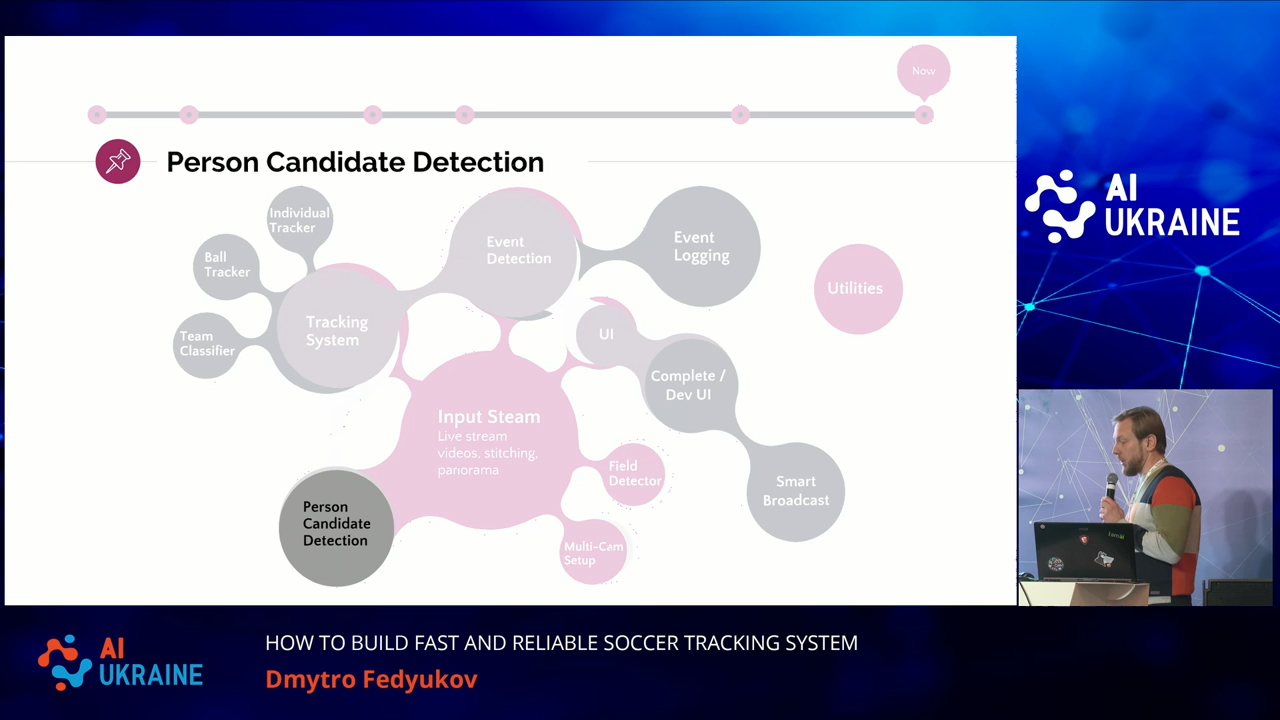 Now
Person Candidate Detection
Individual
Tracker
Ball
Tracker
Team
Classifier
Tracking
System
Event
Detection
Event
Logging
Utilities
UI
Complete /
Dev UI
Smart
Broadcast
Input Steam
Live stream
videos, stitching,
panorama
Field
Detector
Multi-Cam
Setup
Person
Candidate
Detection
AI
UKRAINE
AI
UKRAINE
HOW TO BUILD FAST AND RELIABLE SOCCER TRACKING SYSTEM
Dmytro Fedyukov